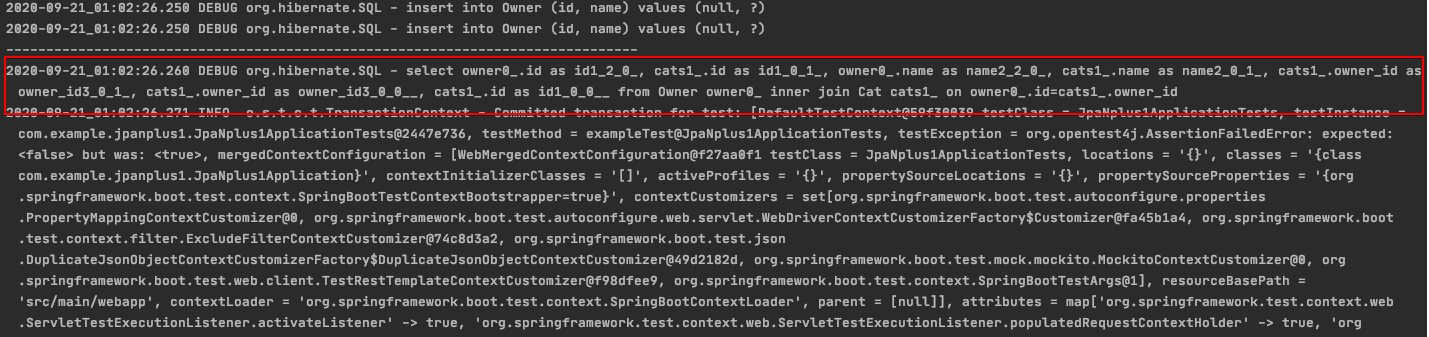 2020-09-21_01:02:26.250 DEBUG org.hibernate.SQL - insert into Owner (id, name) values (null, ?)
2020-09-21_01:02:26.250 DEBUG org.hibernate.SQL - insert into Owner (id, name) values (null, ?)
-------------------------------------------------------------------------------
2020-09-21_01:02:26.260 DEBUG org.hibernate.SQL - select owner0_.id as id1_2_0_, cats1_.id as id1_0_1_, owner0_.name as name2_2_0_, cats1_.name as name2_0_1_, cats1_.owner_id as
owner_id3_0_1_, cats1_.owner_id as owner_id3_0_0__, cats1_.id as id1_0_0__ from Owner owner0_ inner join Cat cats1_ on owner0_.id=cats1_.owner_id
2020-09-21_01:02:26.271 INFO  o.s.t.c.t.TransactionContext - Committed transaction for test: [DefaultTestContext@59f30039 testClass = JpaNplus1ApplicationTests, testInstance =
com.example.jpanplus1.JpaNplus1ApplicationTests@2447e736, testMethod = exampleTest@JpaNplus1ApplicationTests, testException = org.opentest4j.AssertionFailedError: expected:
<false> but was: <true>, mergedContextConfiguration = [WebMergedContextConfiguration@f27aa0f1 testClass = JpaNplus1ApplicationTests, locations = '{}', classes = '{class
com.example.jpanplus1.JpaNplus1Application}', contextInitializerClasses = '[]', activeProfiles = '{}', propertySourceLocations = '{}', propertySourceProperties = '{org
.springframework.boot.test.context.SpringBootTestContextBootstrapper=true}', contextCustomizers = set[org.springframework.boot.test.autoconfigure.properties
.PropertyMappingContextCustomizer@0, org.springframework.boot.test.autoconfigure.web.servlet.WebDriverContextCustomizerFactory$Customizer@fa45b1a4, org.springframework.boot
.test.context.filter.ExcludeFilterContextCustomizer@74c8d3a2, org.springframework.boot.test.json
.DuplicateJsonObjectContextCustomizerFactory$DuplicateJsonObjectContextCustomizer@49d2182d, org.springframework.boot.test.mock.mockito.MockitoContextCustomizer@0, org
.springframework.boot.test.web.client.TestRestTemplateContextCustomizer@f98dfee9, org.springframework.boot.test.context.SpringBootTestArgs@1], resourceBasePath =
'src/main/webapp', contextLoader = 'org.springframework.boot.test.context.SpringBootContextLoader', parent = [null]], attributes = map['org.springframework.test.context.web
.ServletTestExecutionListener.activateListener' -> true, 'org.springframework.test.context.web.ServletTestExecutionListener.populatedRequestContextHolder' -> true, 'org